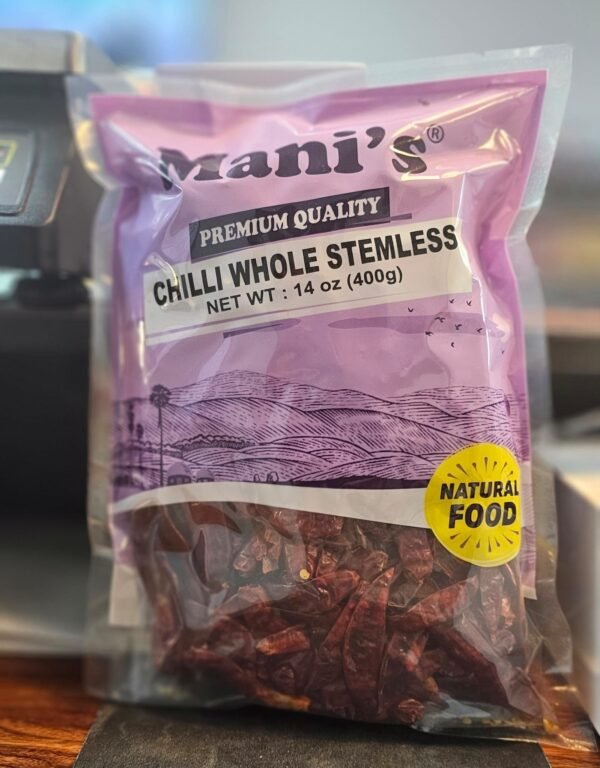 Mani's®
PREMIUM QUALITY
CHILLI WHOLE STEMLESS
NET WT : 14 oz (400g)
NATURAL
FOOD